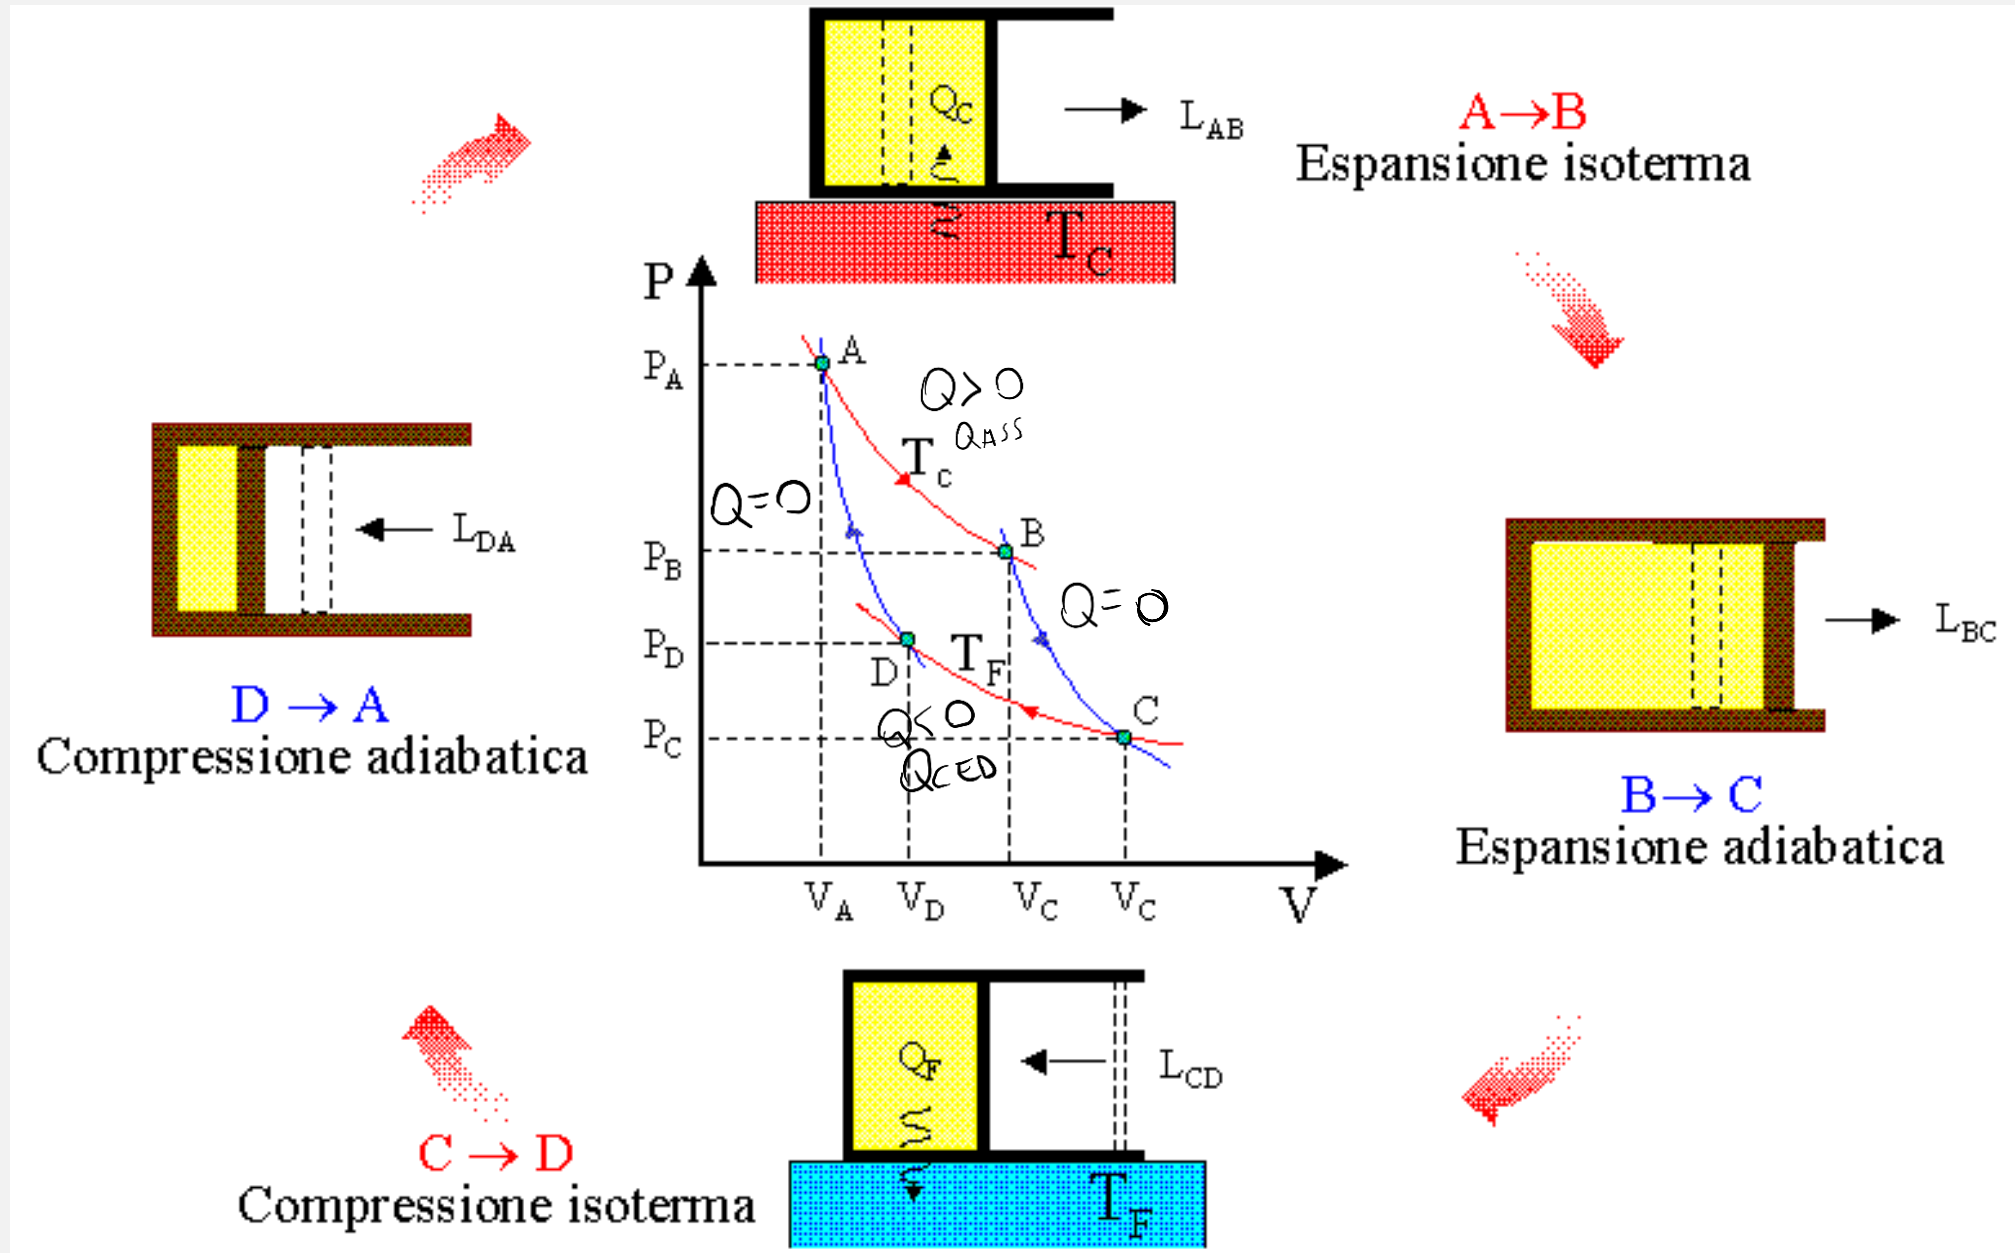 Q_C
L_AB
A→B
Espansione isoterma
T_C
P
P_A
A
Q>0
Q_ASS
T_C
Q=0
L_DA
P_B
B
Q=0
L_BC
P_D
D
T_F
D → A
Compressione adiabatica
Q<0
C
P_C
Q_CED
B→ C
Espansione adiabatica
V_A
V_D
V_C
V_C
V
Q_F
L_CD
C → D
Compressione isoterma
T_F